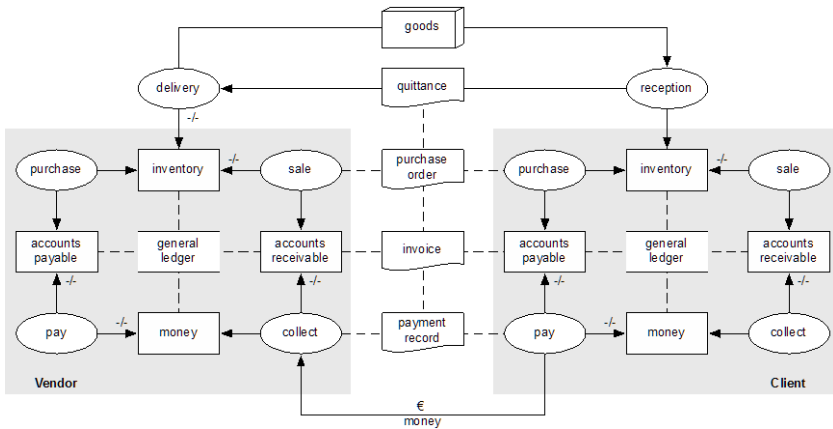 goods
delivery
quittance
reception
-/-
purchase
inventory
-/-
sale
purchase
order
purchase
inventory
-/-
sale
accounts
payable
general
ledger
accounts
receivable
invoice
accounts
payable
general
ledger
accounts
receivable
-/-
-/-
-/-
-/-
pay
-/-
money
collect
payment
record
pay
-/-
money
collect
Vendor
Client
€
money